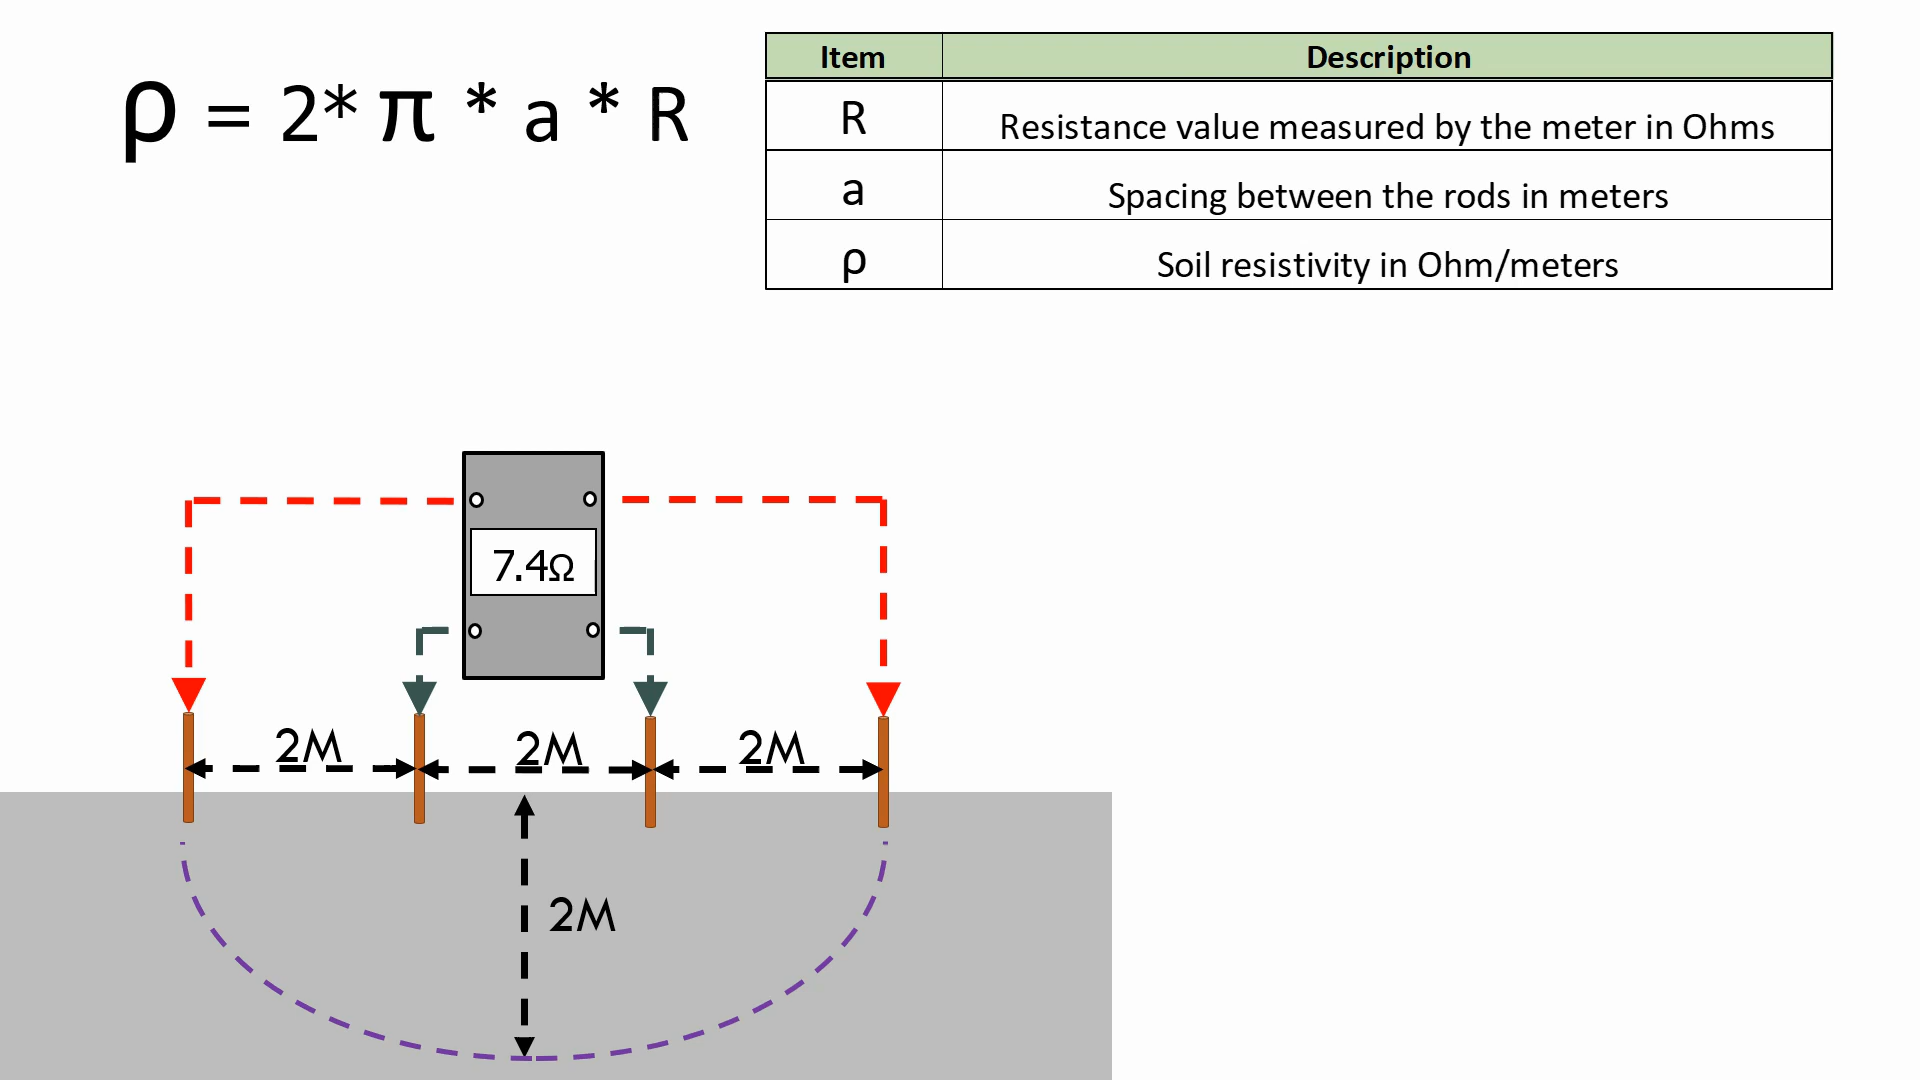 ρ = 2* π * a * R
Item Description
R Resistance value measured by the meter in Ohms
a Spacing between the rods in meters
ρ Soil resistivity in Ohm/meters
7.4Ω
2M 2M 2M
2M